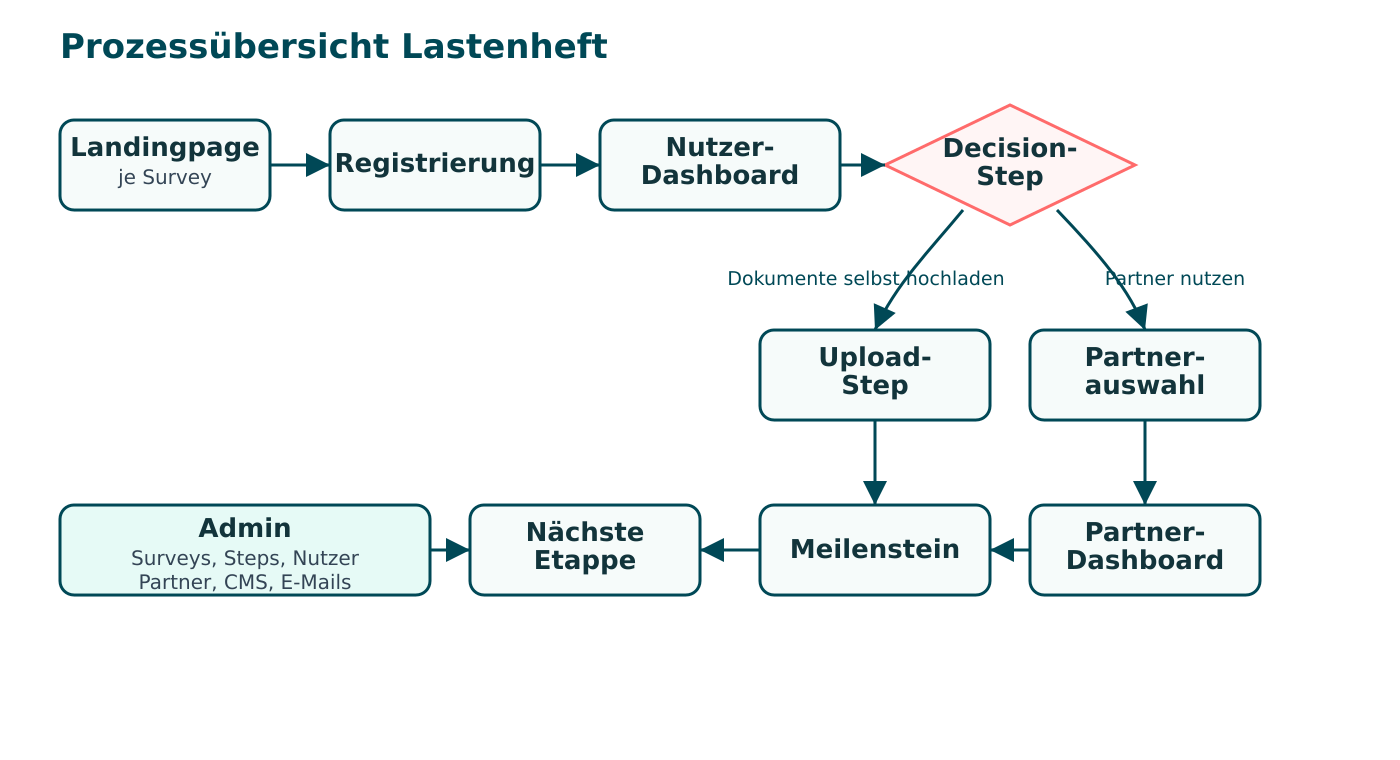 Prozessübersicht Lastenheft
Landingpage
je Survey
Registrierung
Nutzer-
Dashboard
Decision-
Step
Dokumente selbst hochladen
Partner nutzen
Upload-
Step
Partner-
auswahl
Admin
Surveys, Steps, Nutzer
Partner, CMS, E-Mails
Nächste
Etappe
Meilenstein
Partner-
Dashboard